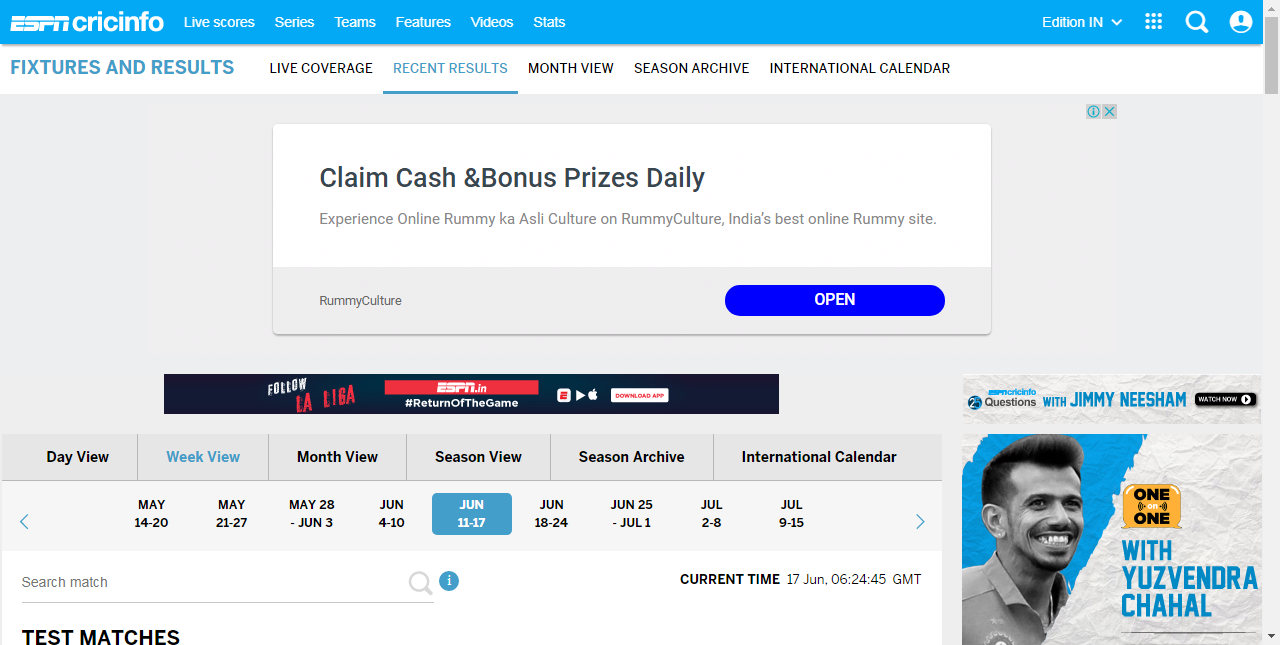 ESPN cricinfo Live scores Series Teams Features Videos Stats Edition IN
FIXTURES AND RESULTS LIVE COVERAGE RECENT RESULTS MONTH VIEW SEASON ARCHIVE INTERNATIONAL CALENDAR
Claim Cash &Bonus Prizes Daily
Experience Online Rummy ka Asli Culture on RummyCulture, India's best online Rummy site.
RummyCulture OPEN
FOLLOW
LA LIGA
ESPN.in
#ReturnOfTheGame
DOWNLOAD APP
ESPN cricinfo
25 Questions WITH JIMMY NEESHAM WATCH NOW
Day View Week View Month View Season View Season Archive International Calendar
MAY MAY MAY 28 JUN JUN JUN JUN 25 JUL JUL
14-20 21-27 - JUN 3 4-10 11-17 18-24 - JUL 1 2-8 9-15
Search match i CURRENT TIME 17 Jun, 06:24:45 GMT
TEST MATCHES
ONE
on
ONE
WITH
YUZVENDRA
CHAHAL